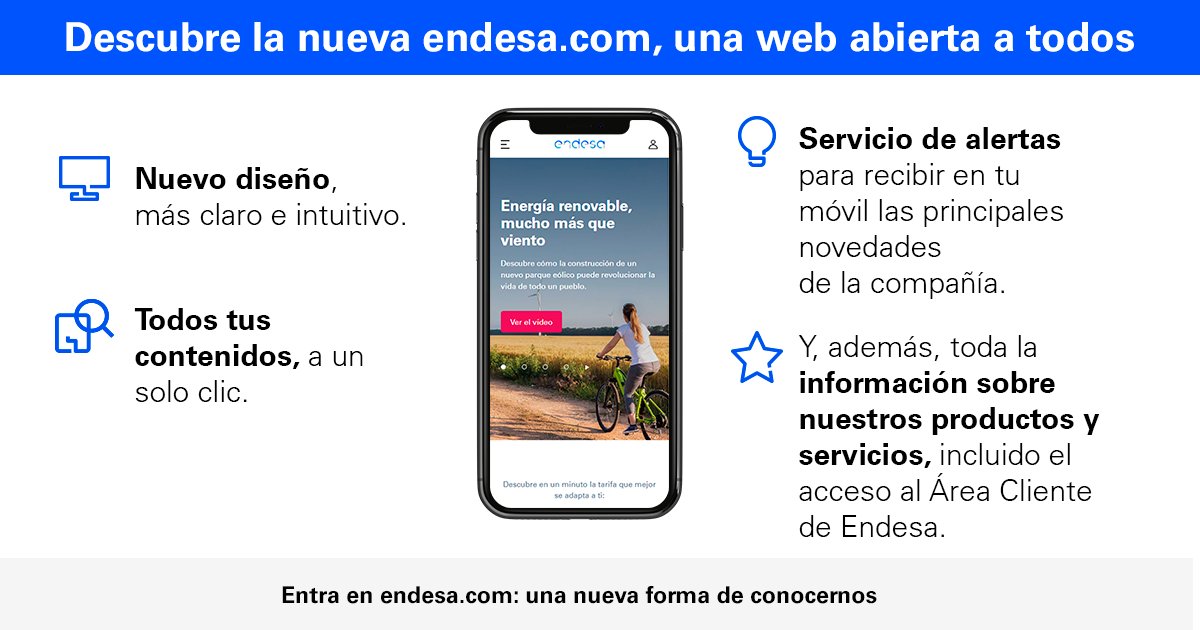 Descubre la nueva endesa.com, una web abierta a todos
Nuevo diseño,
más claro e intuitivo.
Todos tus
contenidos, a un
solo clic.
endesa
Energía renovable,
mucho más que
viento
Descubre cómo la construcción de un
nuevo parque eólico puede revolucionar la
vida de todo un pueblo.
Ver el vídeo
Descubre en un minuto la tarifa que mejor
se adapta a ti:
Servicio de alertas
para recibir en tu
móvil las principales
novedades
de la compañía.
Y, además, toda la
información sobre
nuestros productos y
servicios, incluido el
acceso al Área Cliente
de Endesa.
Entra en endesa.com: una nueva forma de conocernos